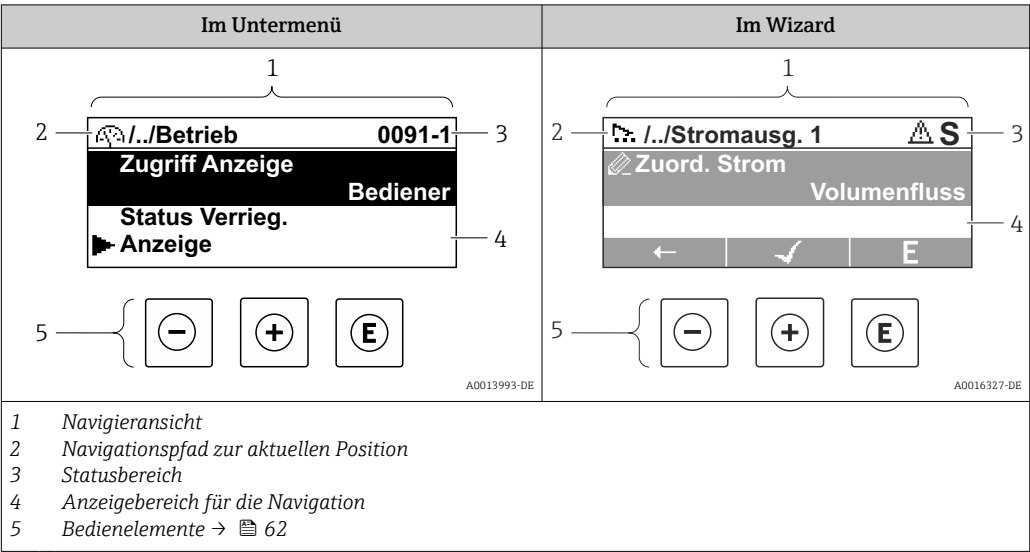 Im Untermenü
Im Wizard
1
2
/../Betrieb 0091-1
3
Zugriff Anzeige
Bediener
Status Verrieg.
Anzeige
4
5
- + E
A0013993-DE
1
2
/../Stromausg. 1 S
3
Zuord. Strom
Volumenfluss
4
← ✓ E
5
- + E
A0016327-DE
1 Navigieransicht
2 Navigationspfad zur aktuellen Position
3 Statusbereich
4 Anzeigebereich für die Navigation
5 Bedienelemente → 62